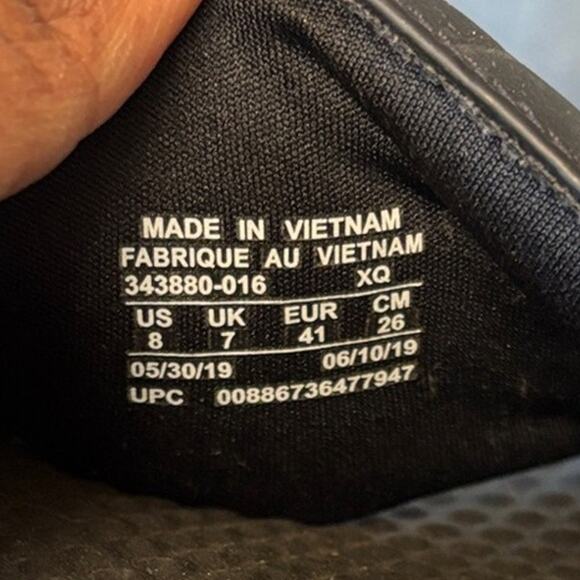 MADE IN VIETNAM
FABRIQUE AU VIETNAM
343880-016 XQ
US UK EUR CM
8 7 41 26
05/30/19 06/10/19
UPC 00886736477947